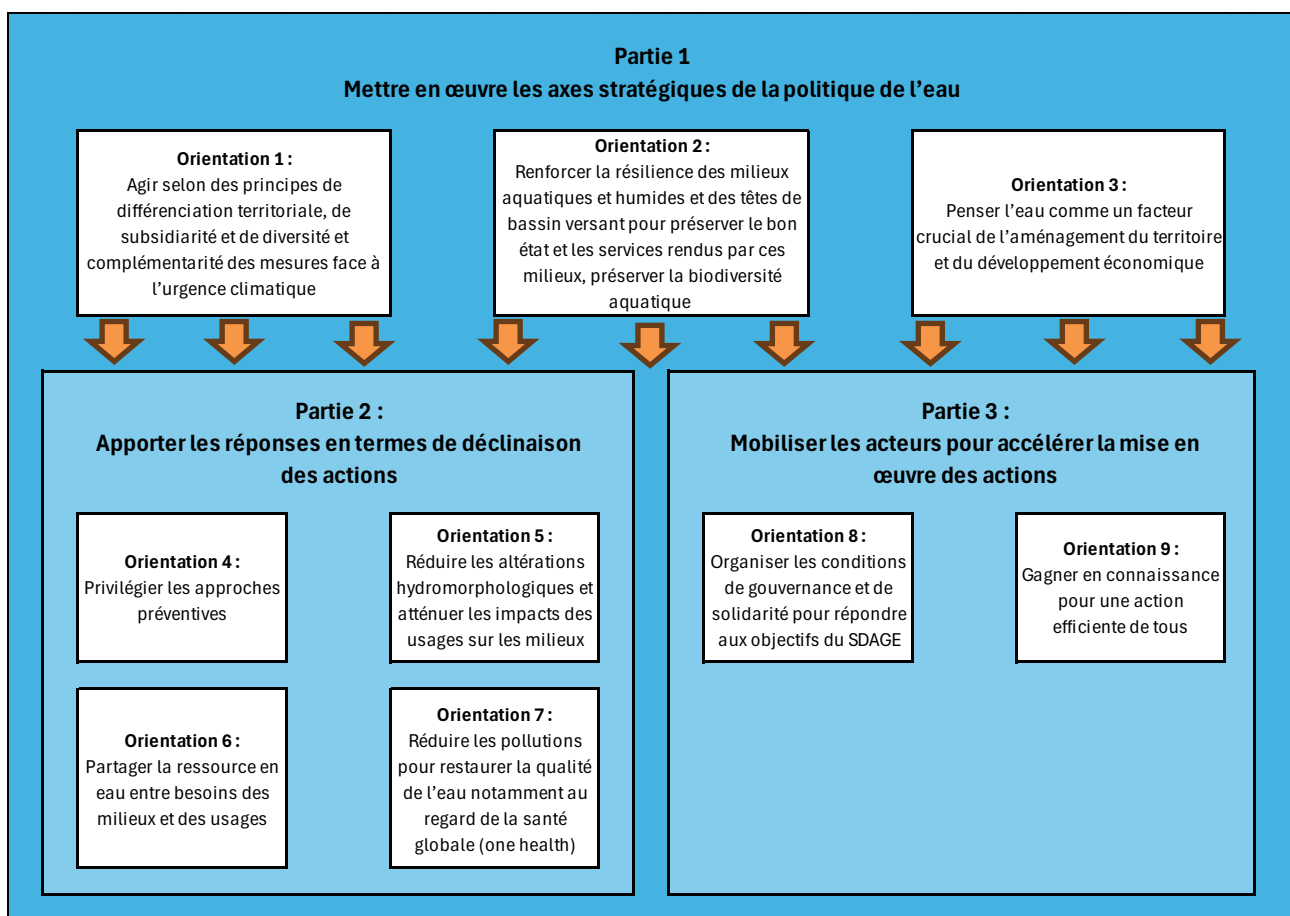 Partie 1
Mettre en œuvre les axes stratégiques de la politique de l’eau
Orientation 1 :
Agir selon des principes de
différenciation territoriale, de
subsidiarité et de diversité et
complémentarité des mesures face à
l’urgence climatique
Orientation 2 :
Renforcer la résilience des milieux
aquatiques et humides et des têtes de
bassin versant pour préserver le bon
état et les services rendus par ces
milieux, préserver la biodiversité
aquatique
Orientation 3 :
Penser l’eau comme un facteur
crucial de l’aménagement du territoire
et du développement économique
Partie 2 :
Apporter les réponses en termes de déclinaison
des actions
Orientation 4 :
Privilégier les approches
préventives
Orientation 5 :
Réduire les altérations
hydromorphologiques et
atténuer les impacts des
usages sur les milieux
Orientation 6 :
Partager la ressource en
eau entre besoins des
milieux et des usages
Orientation 7 :
Réduire les pollutions
pour restaurer la qualité
de l’eau notamment au
regard de la santé
globale (one health)
Partie 3 :
Mobiliser les acteurs pour accélérer la mise en
œuvre des actions
Orientation 8 :
Organiser les conditions
de gouvernance et de
solidarité pour répondre
aux objectifs du SDAGE
Orientation 9 :
Gagner en connaissance
pour une action
efficiente de tous